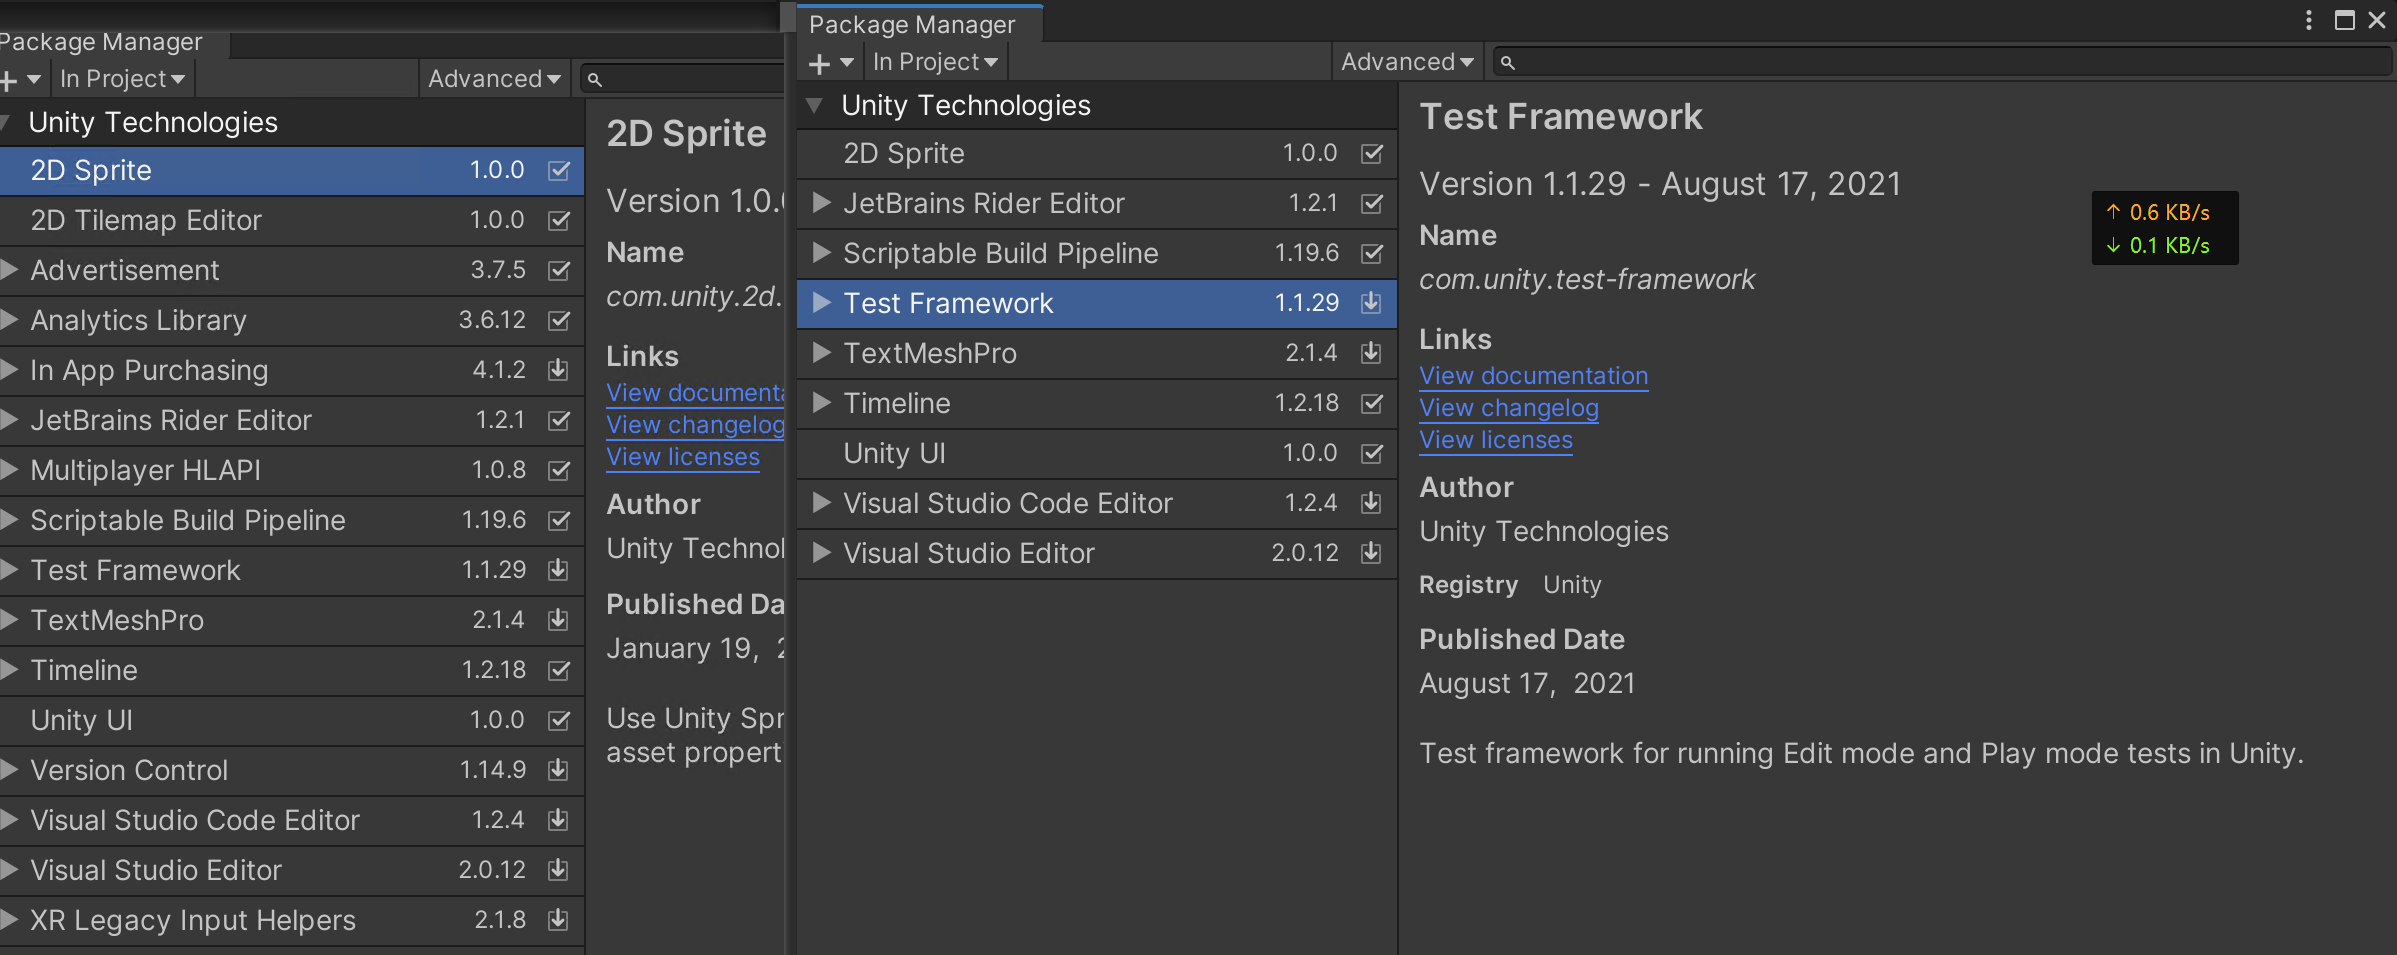 Package Manager
In Project
Advanced
Unity Technologies
2D Sprite 1.0.0
2D Tilemap Editor 1.0.0
Advertisement 3.7.5
Analytics Library 3.6.12
In App Purchasing 4.1.2
JetBrains Rider Editor 1.2.1
Multiplayer HLAPI 1.0.8
Scriptable Build Pipeline 1.19.6
Test Framework 1.1.29
TextMeshPro 2.1.4
Timeline 1.2.18
Unity UI 1.0.0
Version Control 1.14.9
Visual Studio Code Editor 1.2.4
Visual Studio Editor 2.0.12
XR Legacy Input Helpers 2.1.8
2D Sprite
Version 1.0.
Name
com.unity.2d.
Links
View documenta
View changelog
View licenses
Author
Unity Technol
Published Da
January 19, 2
Use Unity Spr
asset propert
Package Manager
In Project
Advanced
Unity Technologies
2D Sprite 1.0.0
JetBrains Rider Editor 1.2.1
Scriptable Build Pipeline 1.19.6
Test Framework 1.1.29
TextMeshPro 2.1.4
Timeline 1.2.18
Unity UI 1.0.0
Visual Studio Code Editor 1.2.4
Visual Studio Editor 2.0.12
Test Framework
Version 1.1.29 - August 17, 2021
↑ 0.6 KB/s
↓ 0.1 KB/s
Name
com.unity.test-framework
Links
View documentation
View changelog
View licenses
Author
Unity Technologies
Registry Unity
Published Date
August 17, 2021
Test framework for running Edit mode and Play mode tests in Unity.